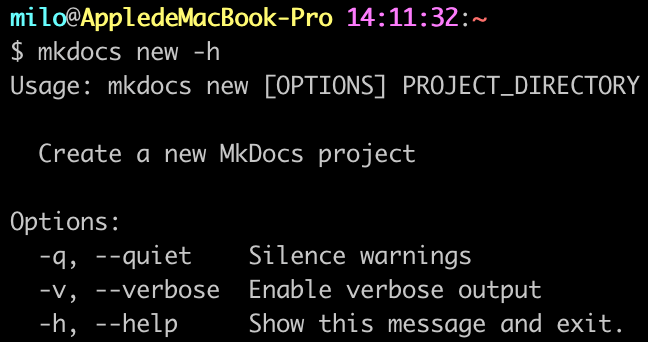 milo@AppledeMacBook-Pro 14:11:32:~
$ mkdocs new -h
Usage: mkdocs new [OPTIONS] PROJECT_DIRECTORY
Create a new MkDocs project
Options:
-q, --quiet Silence warnings
-v, --verbose Enable verbose output
-h, --help Show this message and exit.